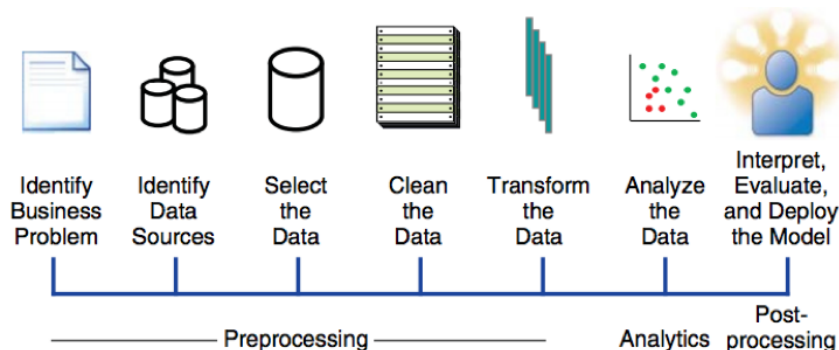 Identify
Business
Problem
Identify
Data
Sources
Select
the
Data
Clean
the
Data
Transform
the
Data
Analyze
the
Data
Interpret,
Evaluate,
and Deploy
the Model
Preprocessing
Analytics
Post-
processing